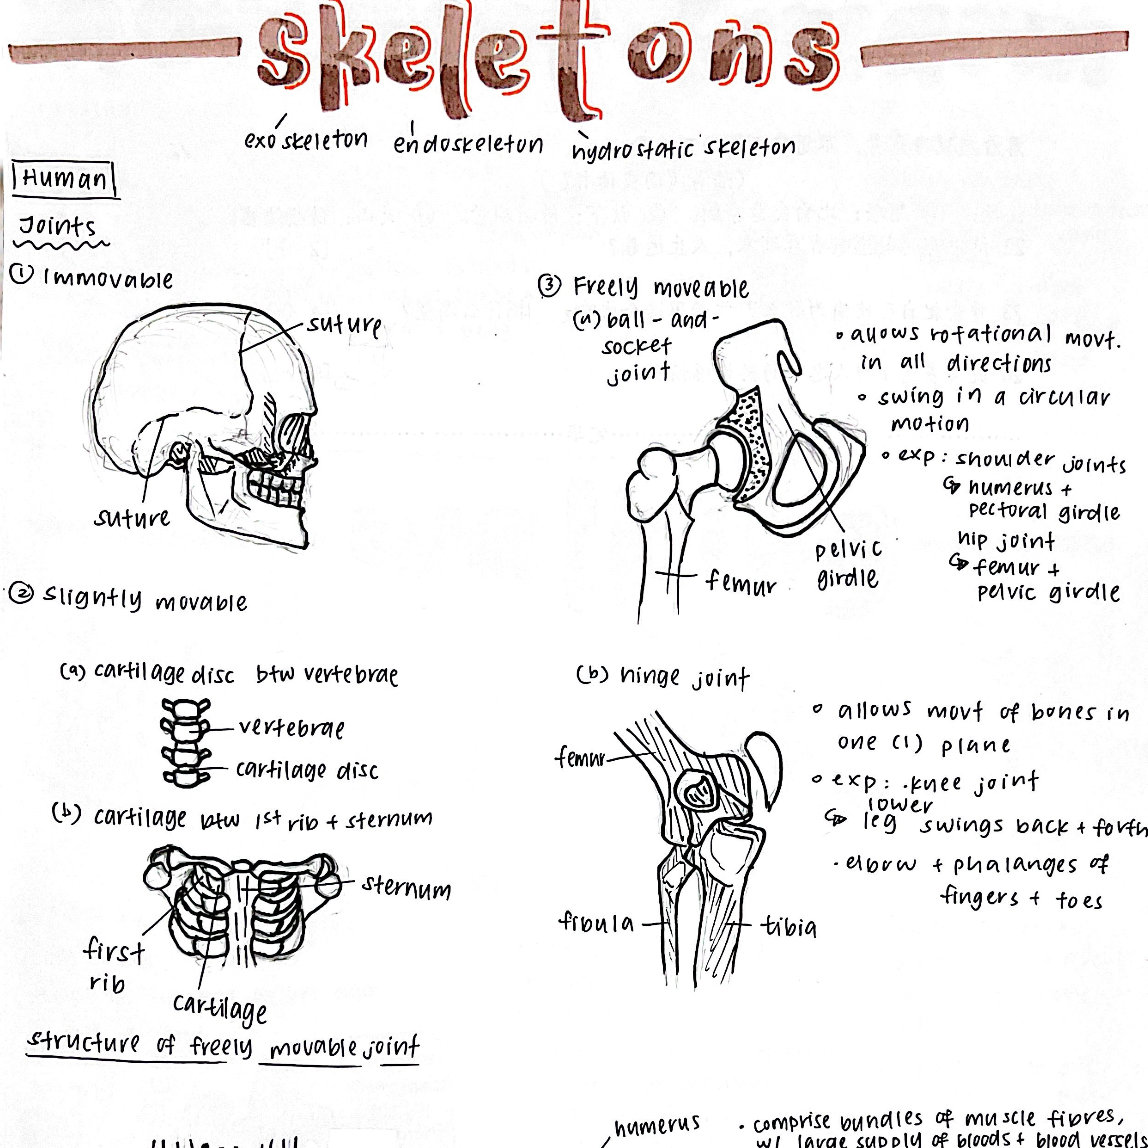 skeletons
exoskeleton endoskeleton hydrostatic skeleton
Human
Joints
① Immovable
suture
suture
② Slightly movable
(a) cartilage disc btw vertebrae
vertebrae
cartilage disc
(b) cartilage btw 1st rib + sternum
sternum
first
rib
cartilage
structure of freely movable joint
③ Freely moveable
(a) ball-and-
socket
joint
pelvic
girdle
femur
• allows rotational movt.
in all directions
• swing in a circular
motion
• exp: shoulder joints
↪ humerus +
pectoral girdle
hip joint
↪ femur +
pelvic girdle
(b) hinge joint
femur
fibula
tibia
• allows movt of bones in
one (1) plane
• exp: .knee joint
↪ lower leg swings back + forth
• elbow + phalanges of
fingers + toes
humerus
• comprise bundles of muscle fibres,
w/ large supply of bloods + blood vessels